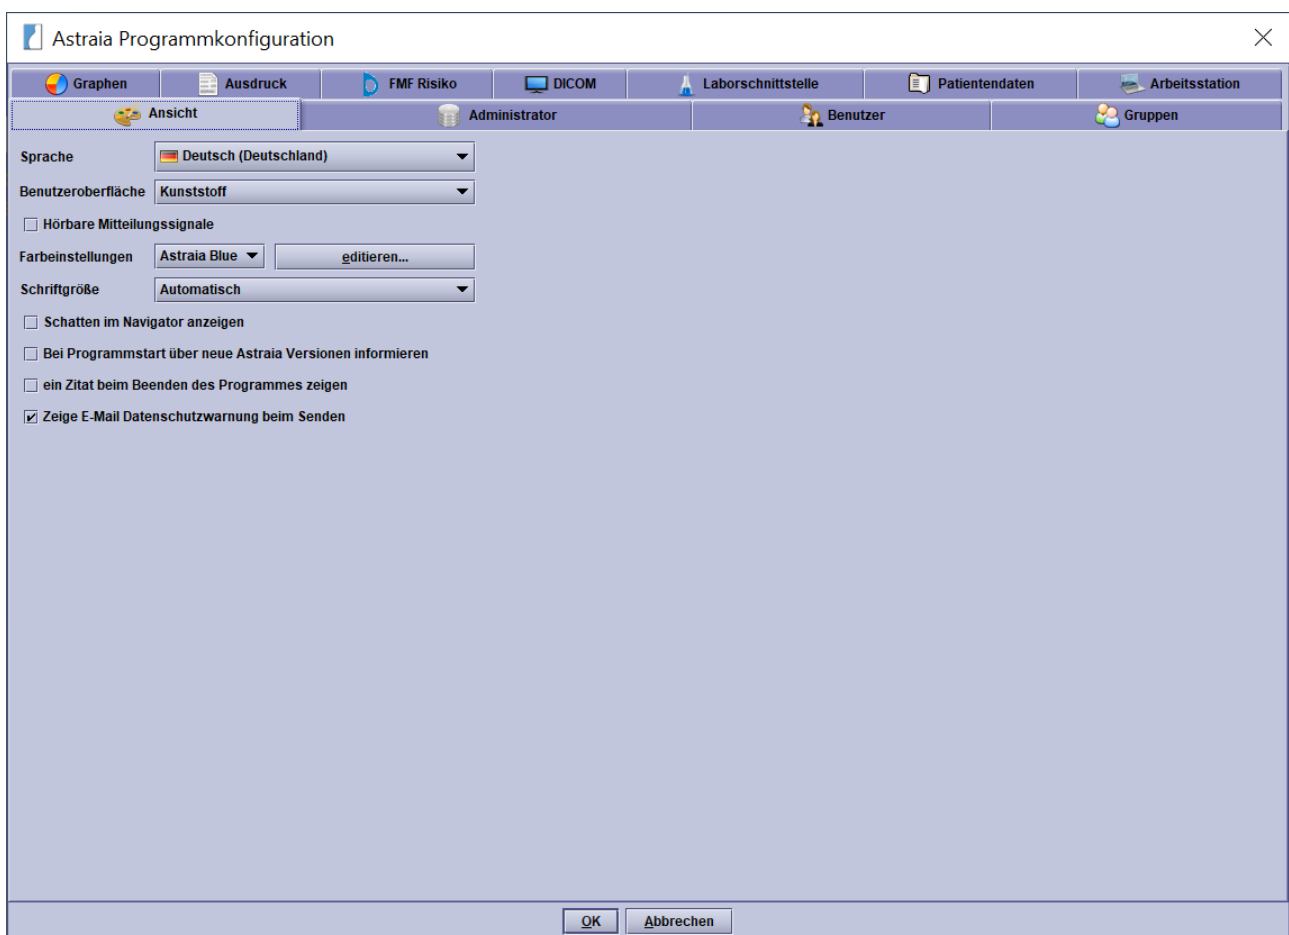 Astraia Programmkonfiguration
Graphen Ausdruck FMF Risiko DICOM Laborschnittstelle Patientendaten Arbeitsstation
Ansicht Administrator Benutzer Gruppen
Sprache Deutsch (Deutschland)
Benutzeroberfläche Kunststoff
Hörbare Mitteilungssignale
Farbeinstellungen Astraia Blue editieren...
Schriftgröße Automatisch
Schatten im Navigator anzeigen
Bei Programmstart über neue Astraia Versionen informieren
ein Zitat beim Beenden des Programmes zeigen
Zeige E-Mail Datenschutzwarnung beim Senden
OK Abbrechen